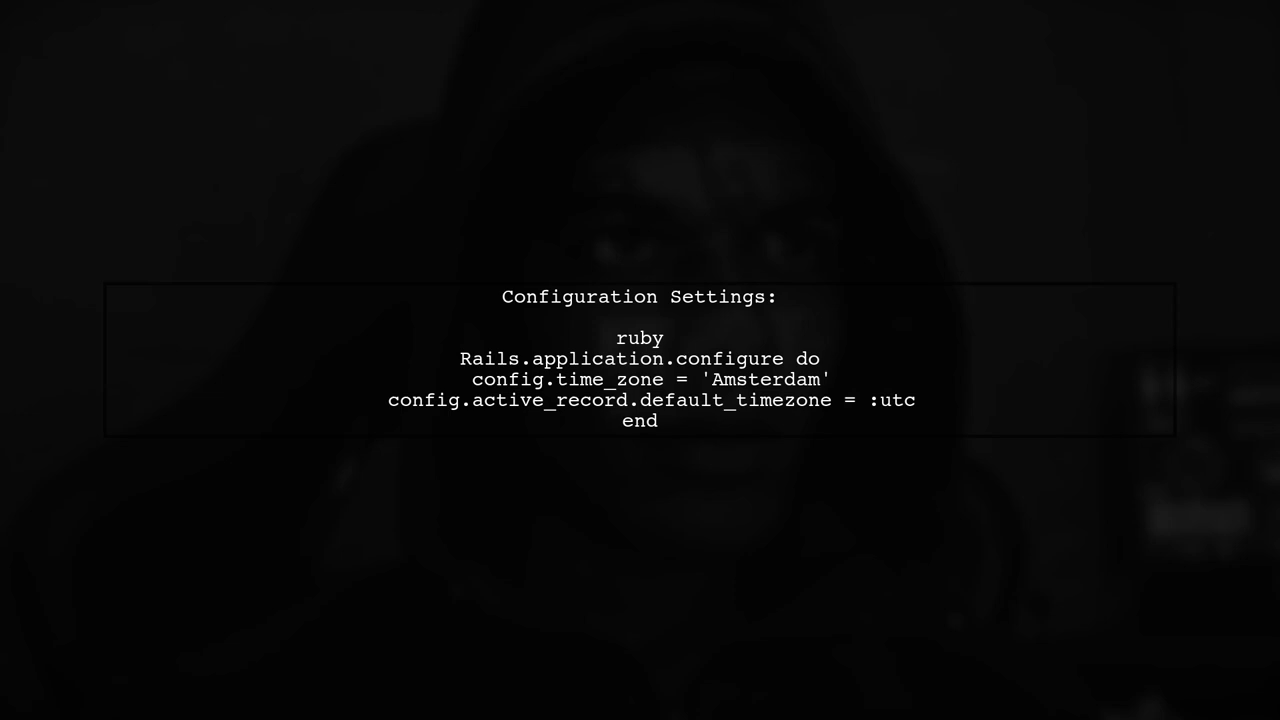 Configuration Settings:
ruby
Rails.application.configure do
config.time_zone = 'Amsterdam'
config.active_record.default_timezone = :utc
end